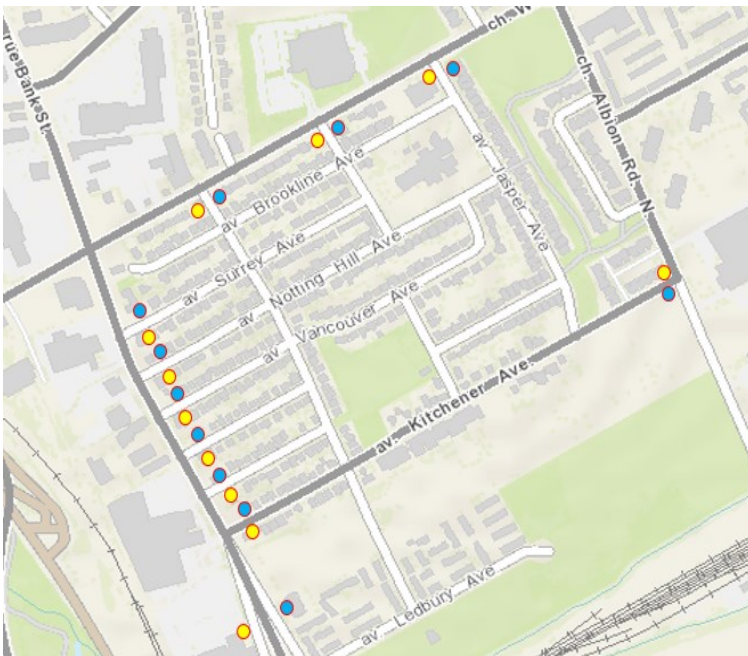 rue Bank St.
ch. W
ch. Albion Rd. N
av. Jasper Ave
av Brookline Ave
av Surrey Ave
av Notting Hill Ave
av Vancouver Ave
av. Kitchener Ave.
av. Ledbury Ave